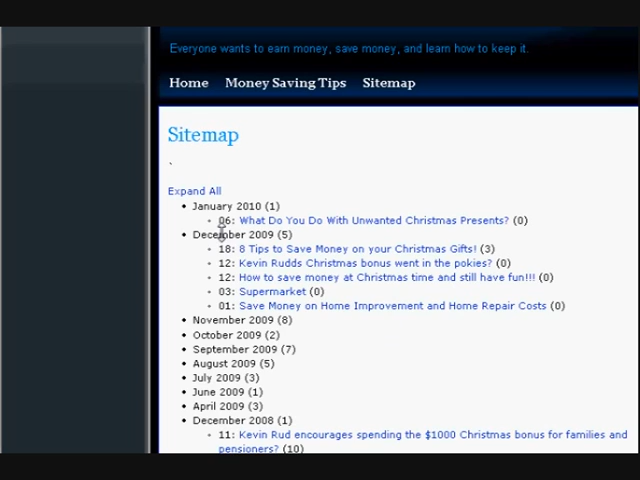 Everyone wants to earn money, save money, and learn how to keep it.
Home Money Saving Tips Sitemap
Sitemap
`
Expand All
• January 2010 (1)
◦ 06: What Do You Do With Unwanted Christmas Presents? (0)
• December 2009 (5)
◦ 18: 8 Tips to Save Money on your Christmas Gifts! (3)
◦ 12: Kevin Rudds Christmas bonus went in the pokies? (0)
◦ 12: How to save money at Christmas time and still have fun!!! (0)
◦ 03: Supermarket (0)
◦ 01: Save Money on Home Improvement and Home Repair Costs (0)
• November 2009 (8)
• October 2009 (2)
• September 2009 (7)
• August 2009 (5)
• July 2009 (3)
• June 2009 (1)
• April 2009 (3)
• December 2008 (1)
◦ 11: Kevin Rud encourages spending the $1000 Christmas bonus for families and
pensioners? (10)